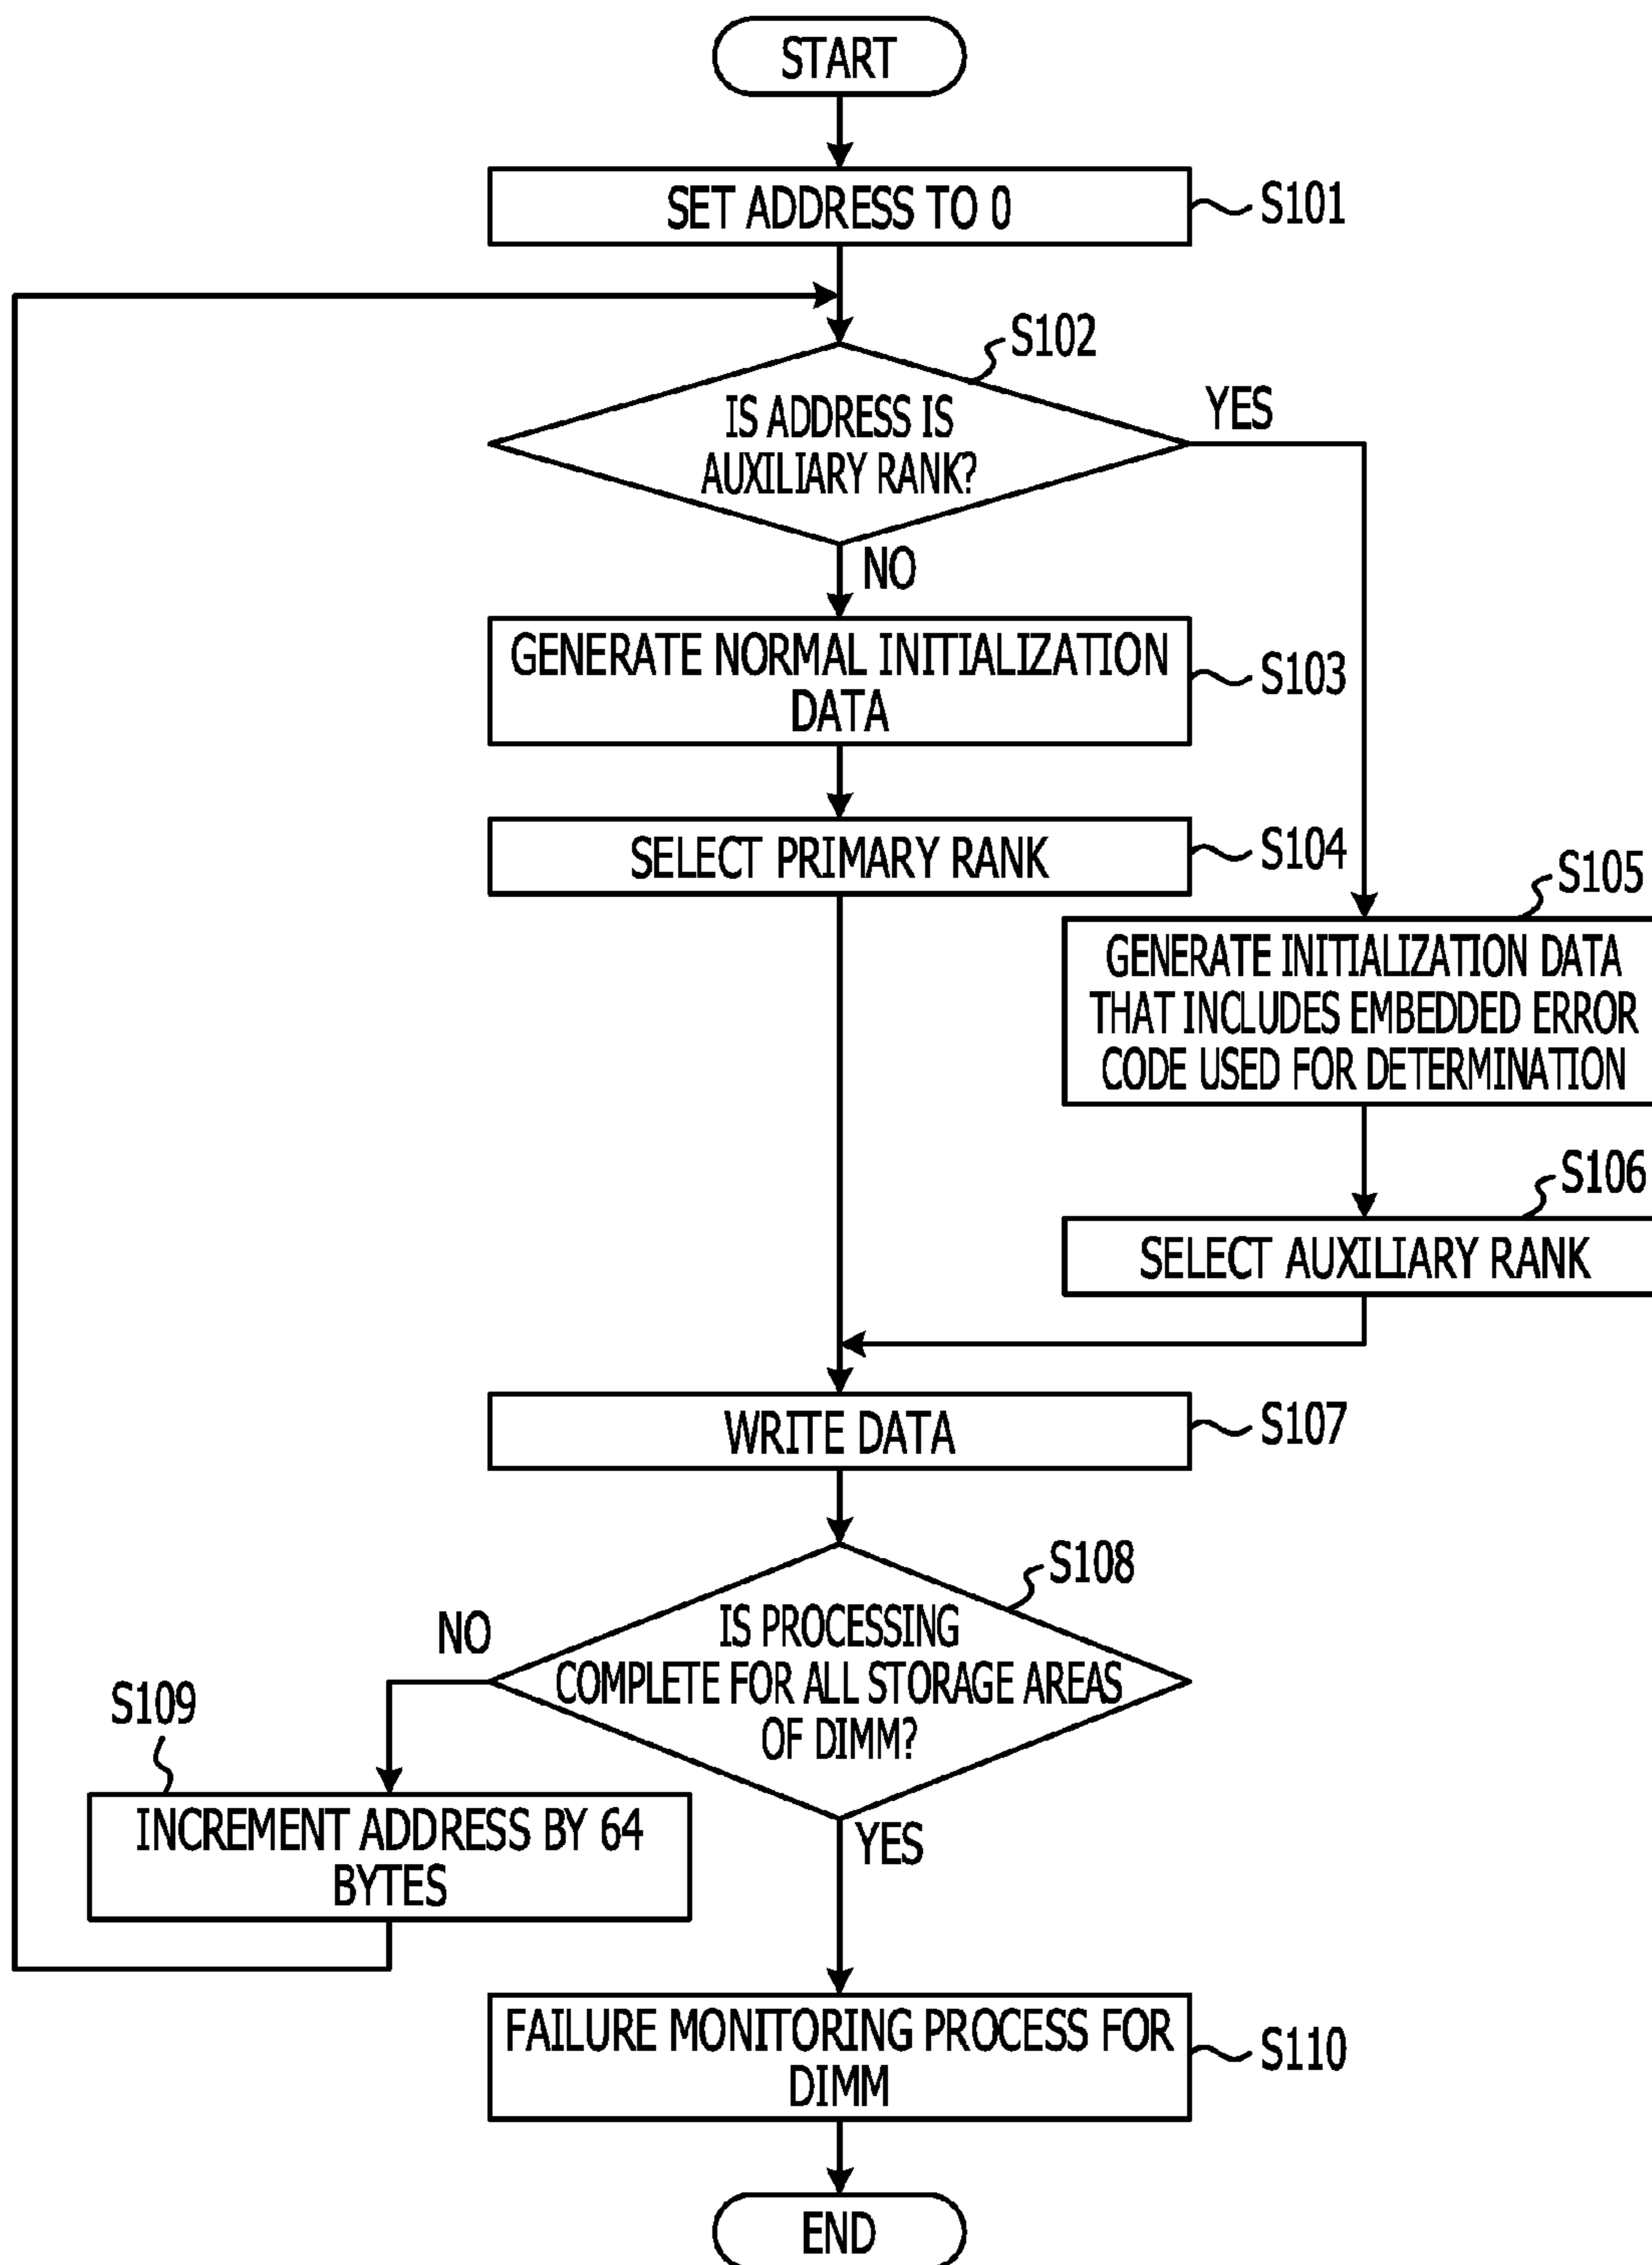 START
SET ADDRESS TO 0
S101
S102
IS ADDRESS IS
AUXILIARY RANK?
YES
NO
GENERATE NORMAL INITIALIZATION
DATA
S103
SELECT PRIMARY RANK
S104
S105
GENERATE INITIALIZATION DATA
THAT INCLUDES EMBEDDED ERROR
CODE USED FOR DETERMINATION
S106
SELECT AUXILIARY RANK
WRITE DATA
S107
S108
IS PROCESSING
COMPLETE FOR ALL STORAGE AREAS
OF DIMM?
NO
S109
INCREMENT ADDRESS BY 64
BYTES
YES
FAILURE MONITORING PROCESS FOR
DIMM
S110
END